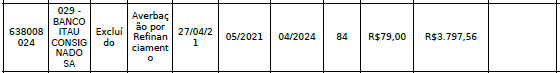 638008
024
029 -
BANCO
ITAU
CONSIG
NADO
SA
Excluí
do
Averbaç
ão por
Refinan
ciament
o
27/04/2
1
05/2021
04/2024
84
R$79,00
R$3.797,56